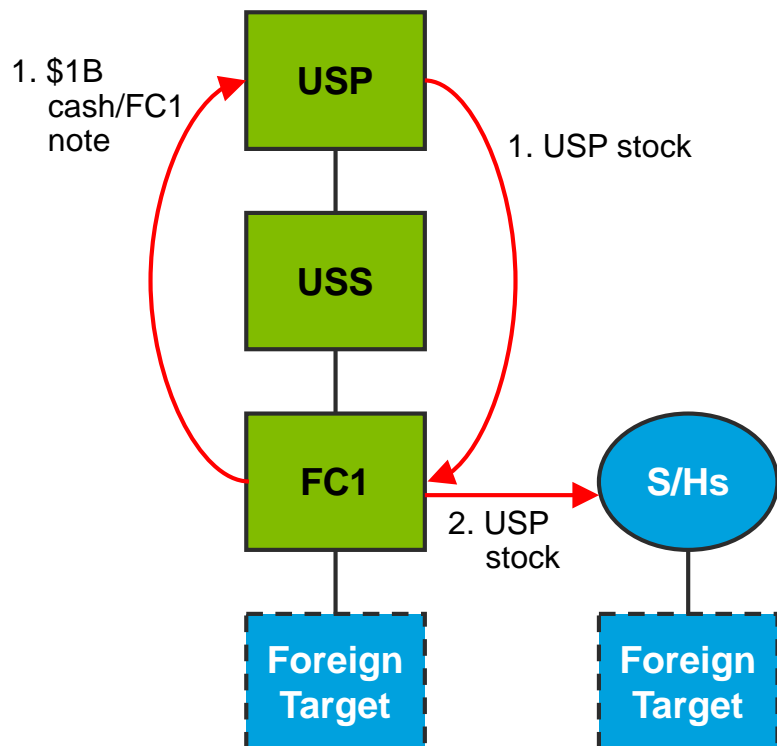 USP
1. $1B
cash/FC1
note
1. USP stock
USS
FC1
S/Hs
2. USP
stock
Foreign
Target
Foreign
Target